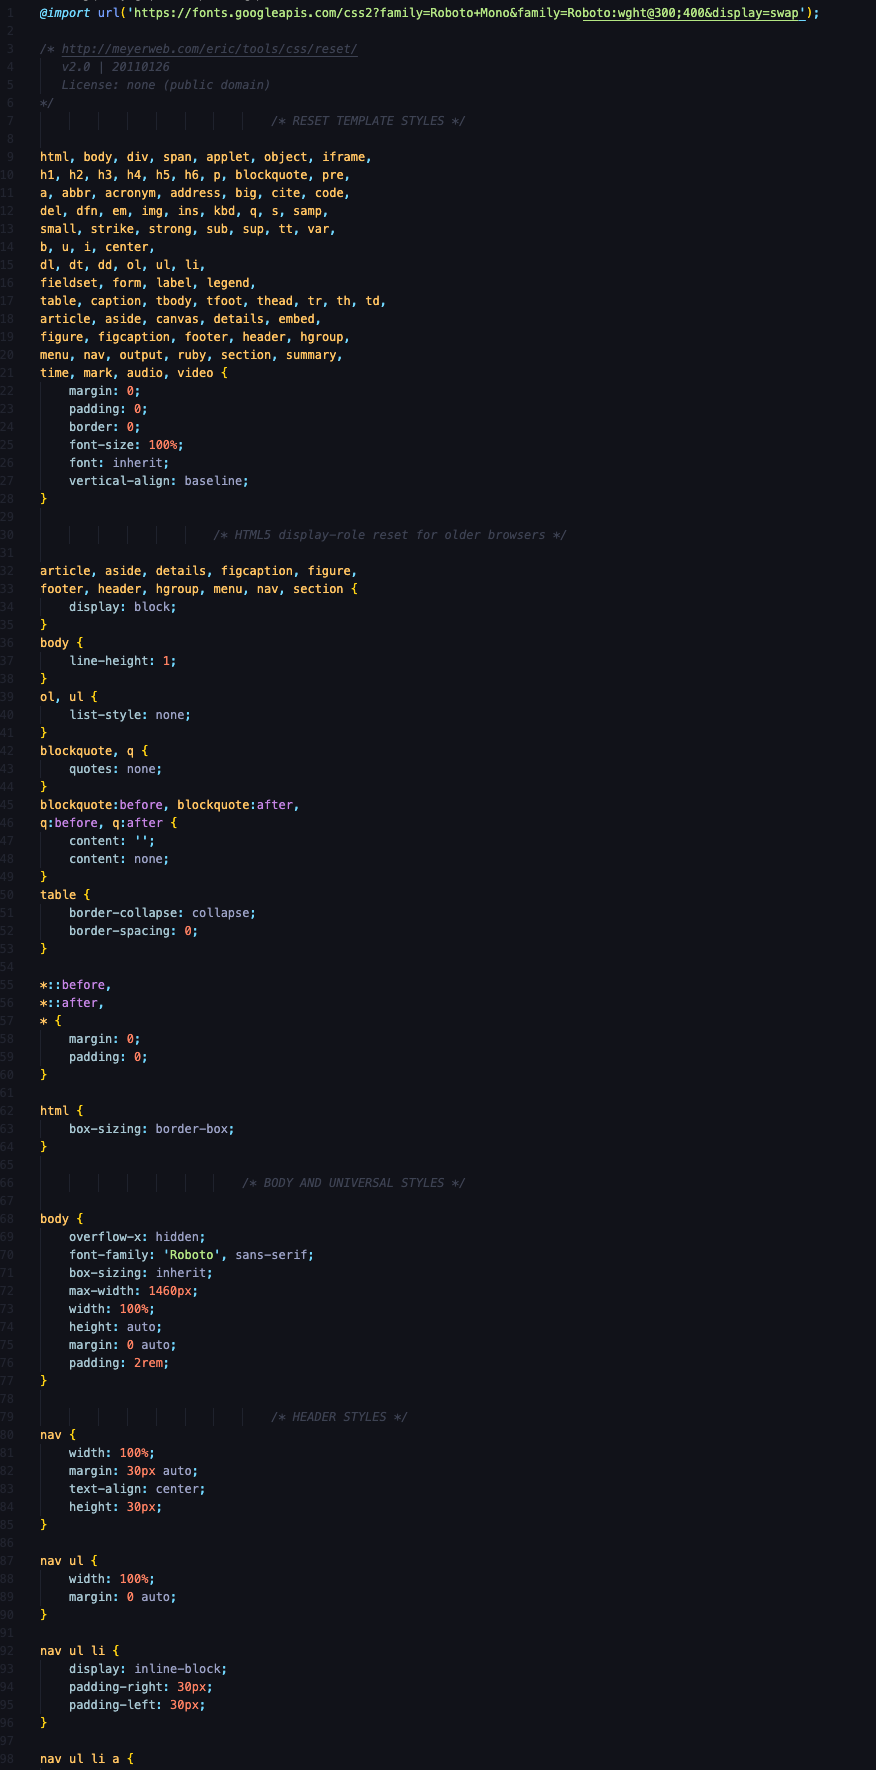 1 @import url('https://fonts.googleapis.com/css2?family=Roboto+Mono&family=Roboto:wght@300;400&display=swap');
2
3 /* http://meyerweb.com/eric/tools/css/reset/
4 v2.0 | 20110126
5 License: none (public domain)
6 */
7 /* RESET TEMPLATE STYLES */
8
9 html, body, div, span, applet, object, iframe,
10 h1, h2, h3, h4, h5, h6, p, blockquote, pre,
11 a, abbr, acronym, address, big, cite, code,
12 del, dfn, em, img, ins, kbd, q, s, samp,
13 small, strike, strong, sub, sup, tt, var,
14 b, u, i, center,
15 dl, dt, dd, ol, ul, li,
16 fieldset, form, label, legend,
17 table, caption, tbody, tfoot, thead, tr, th, td,
18 article, aside, canvas, details, embed,
19 figure, figcaption, footer, header, hgroup,
20 menu, nav, output, ruby, section, summary,
21 time, mark, audio, video {
22 margin: 0;
23 padding: 0;
24 border: 0;
25 font-size: 100%;
26 font: inherit;
27 vertical-align: baseline;
28 }
29
30 /* HTML5 display-role reset for older browsers */
31
32 article, aside, details, figcaption, figure,
33 footer, header, hgroup, menu, nav, section {
34 display: block;
35 }
36 body {
37 line-height: 1;
38 }
39 ol, ul {
40 list-style: none;
41 }
42 blockquote, q {
43 quotes: none;
44 }
45 blockquote:before, blockquote:after,
46 q:before, q:after {
47 content: '';
48 content: none;
49 }
50 table {
51 border-collapse: collapse;
52 border-spacing: 0;
53 }
54
55 *::before,
56 *::after,
57 * {
58 margin: 0;
59 padding: 0;
60 }
61
62 html {
63 box-sizing: border-box;
64 }
65
66 /* BODY AND UNIVERSAL STYLES */
67
68 body {
69 overflow-x: hidden;
70 font-family: 'Roboto', sans-serif;
71 box-sizing: inherit;
72 max-width: 1460px;
73 width: 100%;
74 height: auto;
75 margin: 0 auto;
76 padding: 2rem;
77 }
78
79 /* HEADER STYLES */
80 nav {
81 width: 100%;
82 margin: 30px auto;
83 text-align: center;
84 height: 30px;
85 }
86
87 nav ul {
88 width: 100%;
89 margin: 0 auto;
90 }
91
92 nav ul li {
93 display: inline-block;
94 padding-right: 30px;
95 padding-left: 30px;
96 }
97
98 nav ul li a {